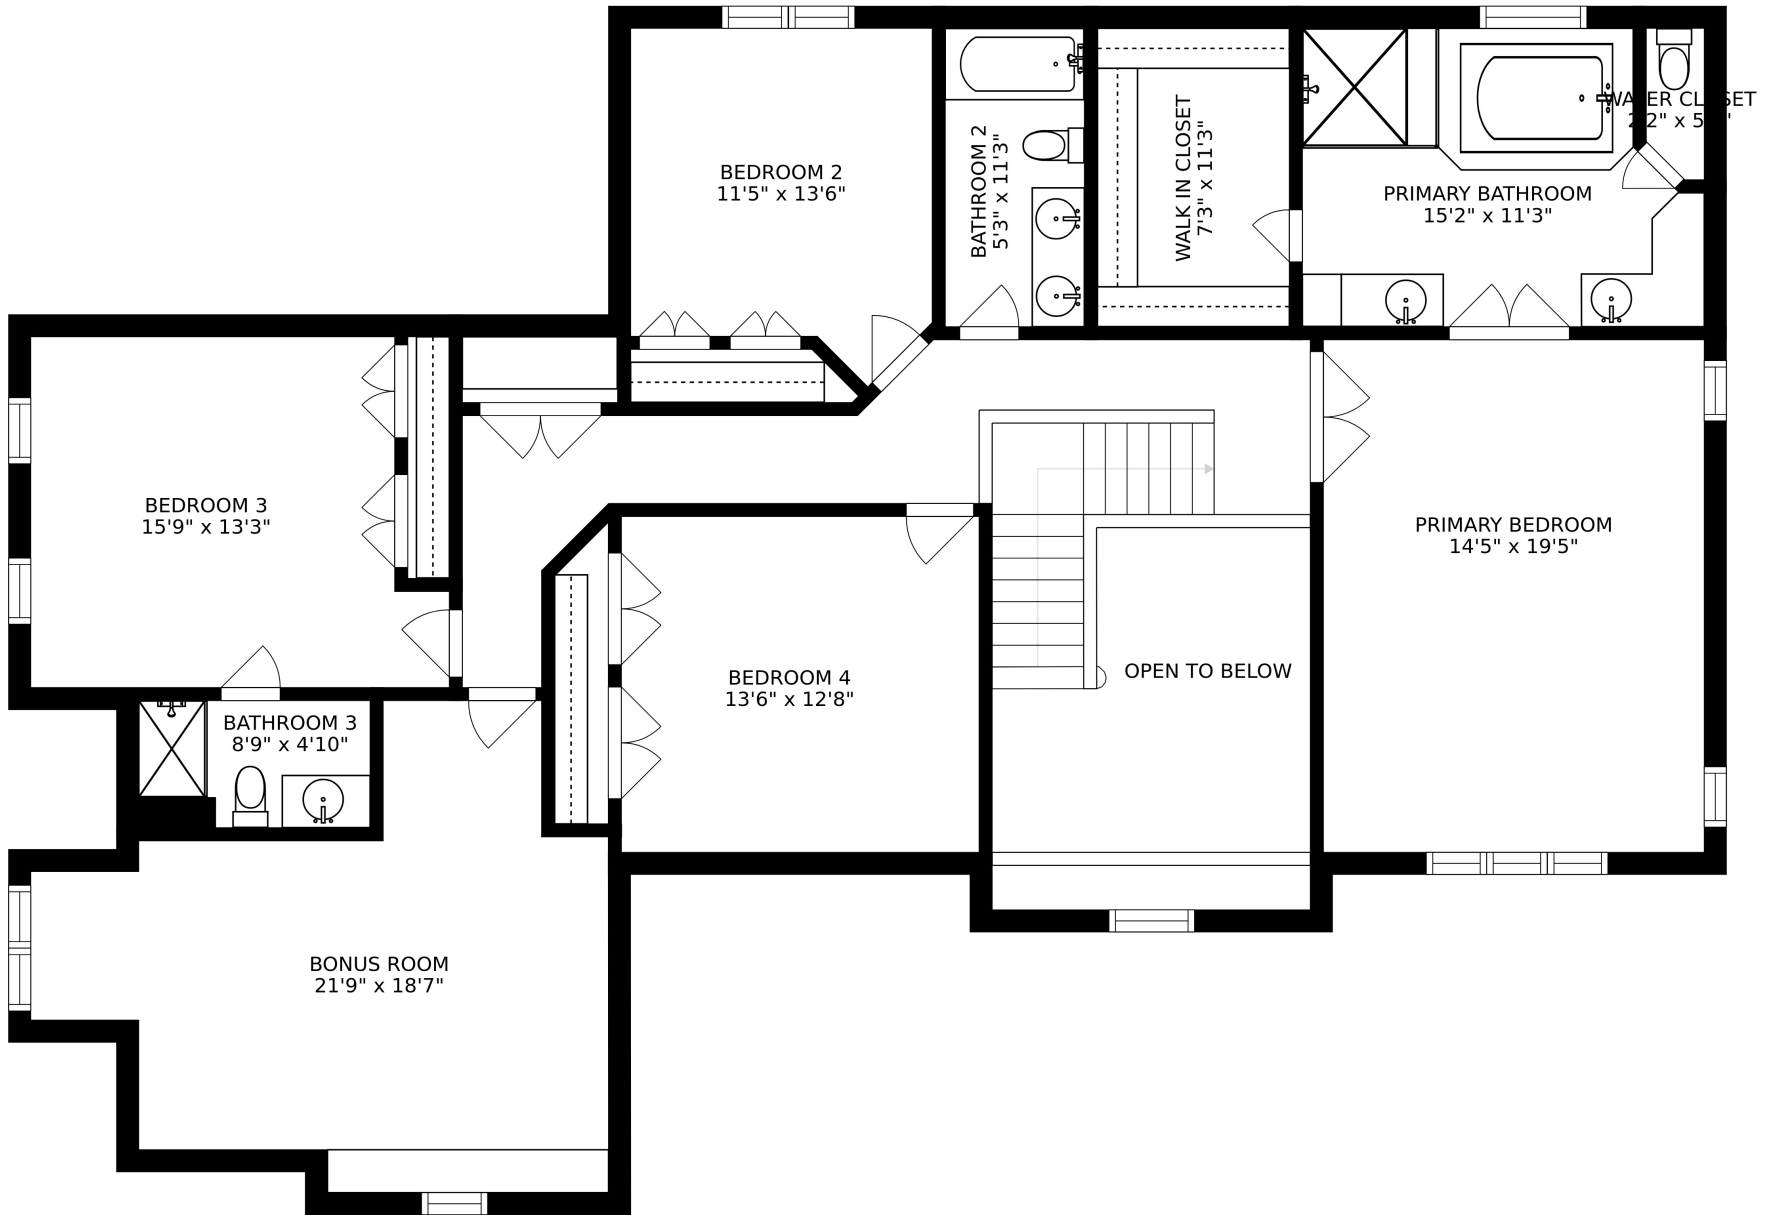 BEDROOM 2
11'5" x 13'6"
BATHROOM 2
5'3" x 11'3"
WALK IN CLOSET
7'3" x 11'3"
WATER CLOSET
PRIMARY BATHROOM
15'2" x 11'3"
BEDROOM 3
15'9" x 13'3"
PRIMARY BEDROOM
14'5" x 19'5"
OPEN TO BELOW
BEDROOM 4
13'6" x 12'8"
BATHROOM 3
8'9" x 4'10"
BONUS ROOM
21'9" x 18'7"